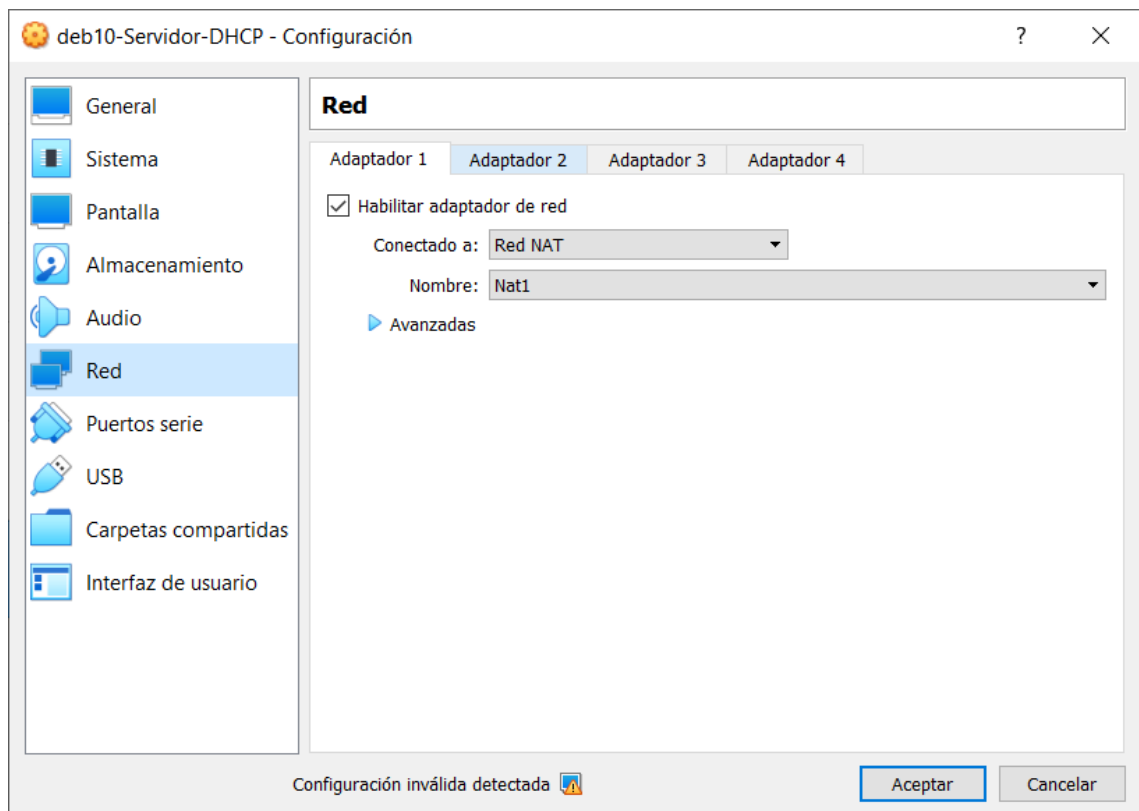 deb10-Servidor-DHCP - Configuración
?
General
Sistema
Pantalla
Almacenamiento
Audio
Red
Puertos serie
USB
Carpetas compartidas
Interfaz de usuario
Red
Adaptador 1 Adaptador 2 Adaptador 3 Adaptador 4
Habilitar adaptador de red
Conectado a: Red NAT
Nombre: Nat1
Avanzadas
Configuración inválida detectada
Aceptar Cancelar